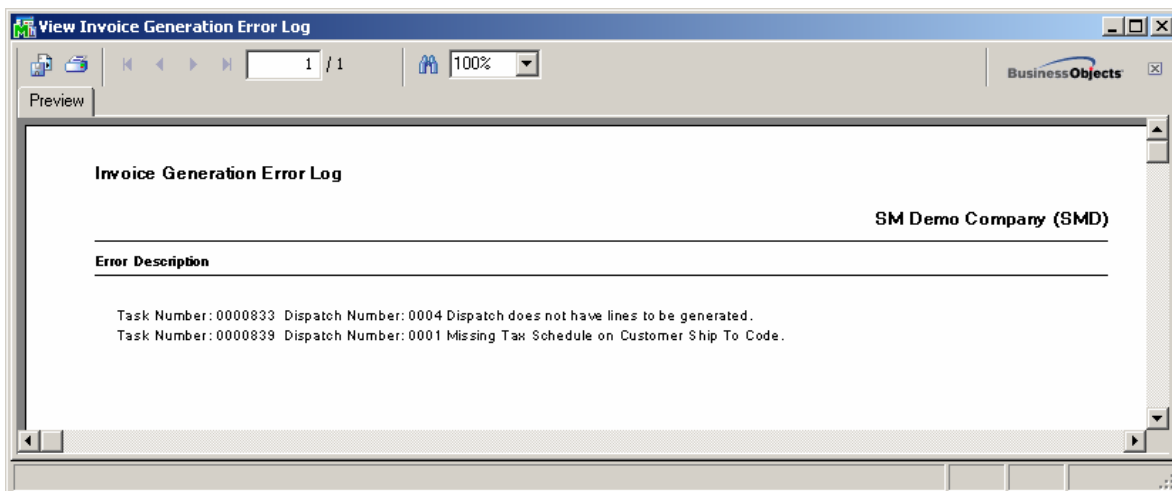 View Invoice Generation Error Log
1 / 1 100% BusinessObjects
Preview
Invoice Generation Error Log
SM Demo Company (SMD)
Error Description
Task Number: 0000833 Dispatch Number: 0004 Dispatch does not have lines to be generated.
Task Number: 0000839 Dispatch Number: 0001 Missing Tax Schedule on Customer Ship To Code.